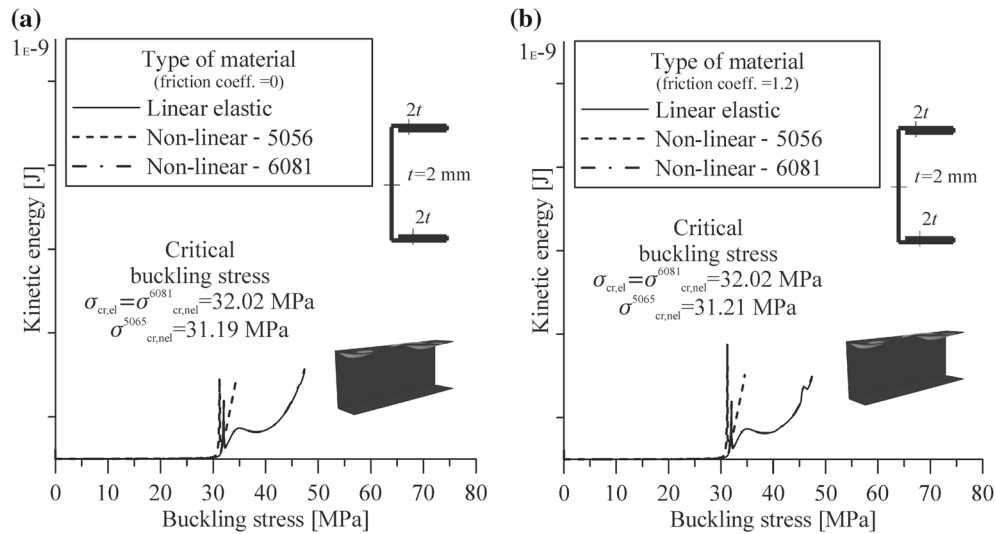 (a)
1E-9
Kinetic energy [J]
Type of material
(friction coeff. =0)
Linear elastic
Non-linear - 5056
Non-linear - 6081
2t
t=2 mm
2t
Critical
buckling stress
σcr,el=σ6081cr,nel=32.02 MPa
σ5065cr,nel=31.19 MPa
0 10 20 30 40 50 60 70 80
Buckling stress [MPa]
(b)
1E-9
Kinetic energy [J]
Type of material
(friction coeff. =1.2)
Linear elastic
Non-linear - 5056
Non-linear - 6081
2t
t=2 mm
2t
Critical
buckling stress
σcr,el=σ6081cr,nel=32.02 MPa
σ5065cr,nel=31.21 MPa
0 10 20 30 40 50 60 70 80
Buckling stress [MPa]